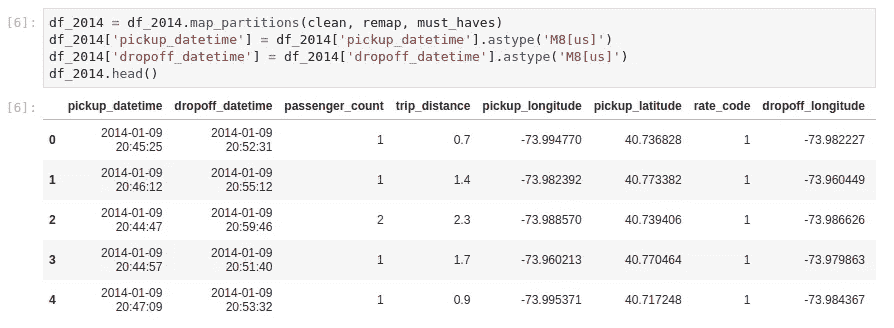 [6]: df_2014 = df_2014.map_partitions(clean, remap, must_haves)
df_2014['pickup_datetime'] = df_2014['pickup_datetime'].astype('M8[us]')
df_2014['dropoff_datetime'] = df_2014['dropoff_datetime'].astype('M8[us]')
df_2014.head()
[6]: pickup_datetime dropoff_datetime passenger_count trip_distance pickup_longitude pickup_latitude rate_code dropoff_longitude
0 2014-01-09 20:45:25 2014-01-09 20:52:31 1 0.7 -73.994770 40.736828 1 -73.982227
1 2014-01-09 20:46:12 2014-01-09 20:55:12 1 1.4 -73.982392 40.773382 1 -73.960449
2 2014-01-09 20:44:47 2014-01-09 20:59:46 2 2.3 -73.988570 40.739406 1 -73.986626
3 2014-01-09 20:44:57 2014-01-09 20:51:40 1 1.7 -73.960213 40.770464 1 -73.979863
4 2014-01-09 20:47:09 2014-01-09 20:53:32 1 0.9 -73.995371 40.717248 1 -73.984367